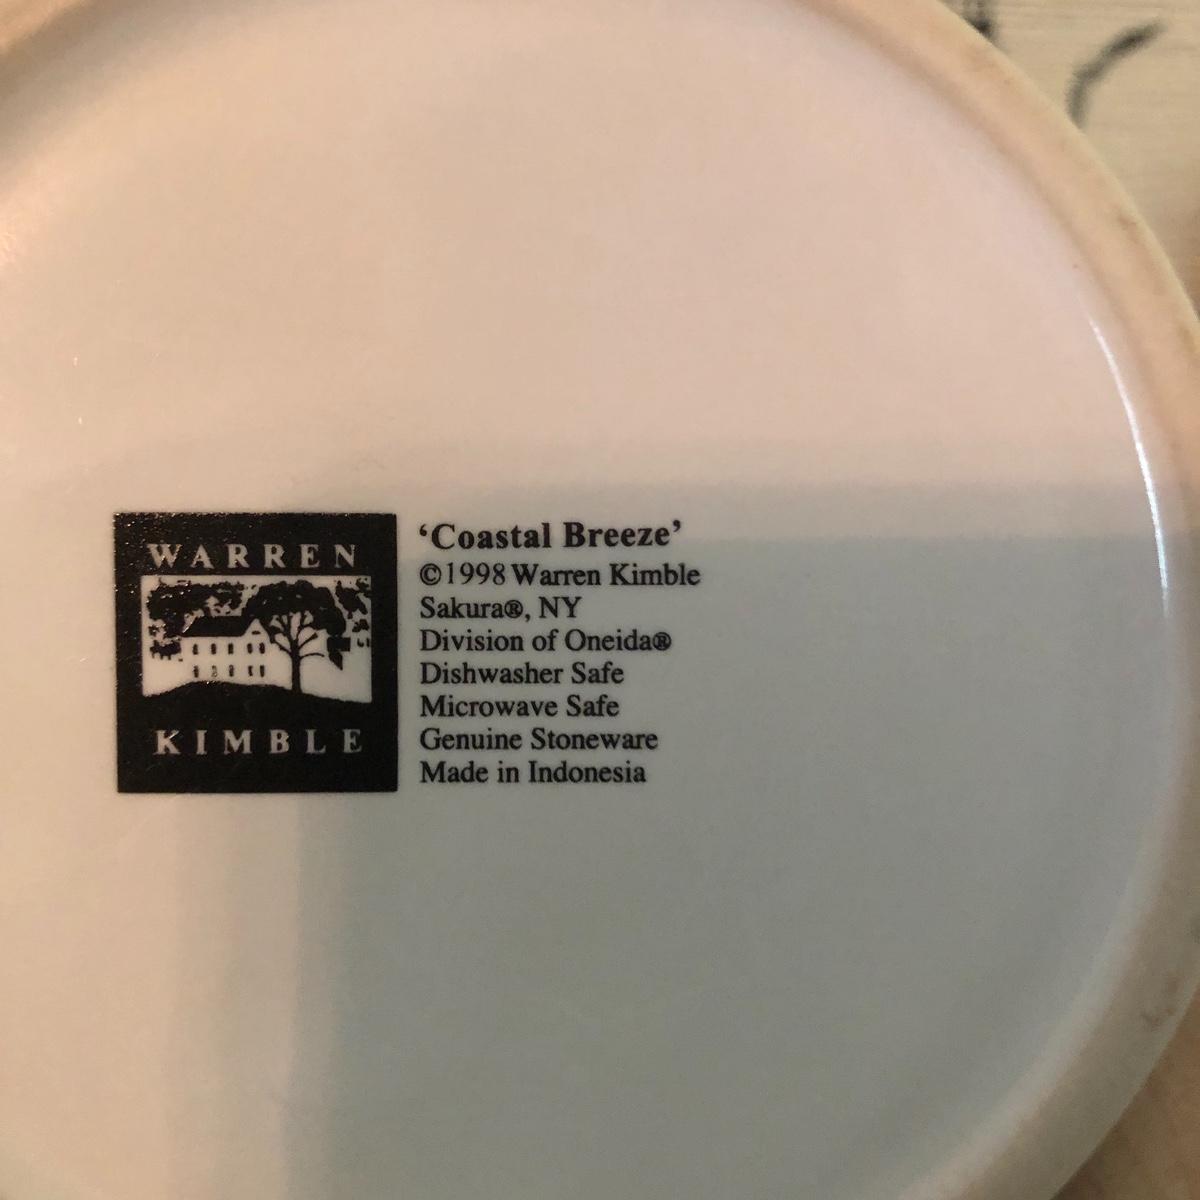 WARREN
KIMBLE
‘Coastal Breeze’
©1998 Warren Kimble
Sakura®, NY
Division of Oneida®
Dishwasher Safe
Microwave Safe
Genuine Stoneware
Made in Indonesia